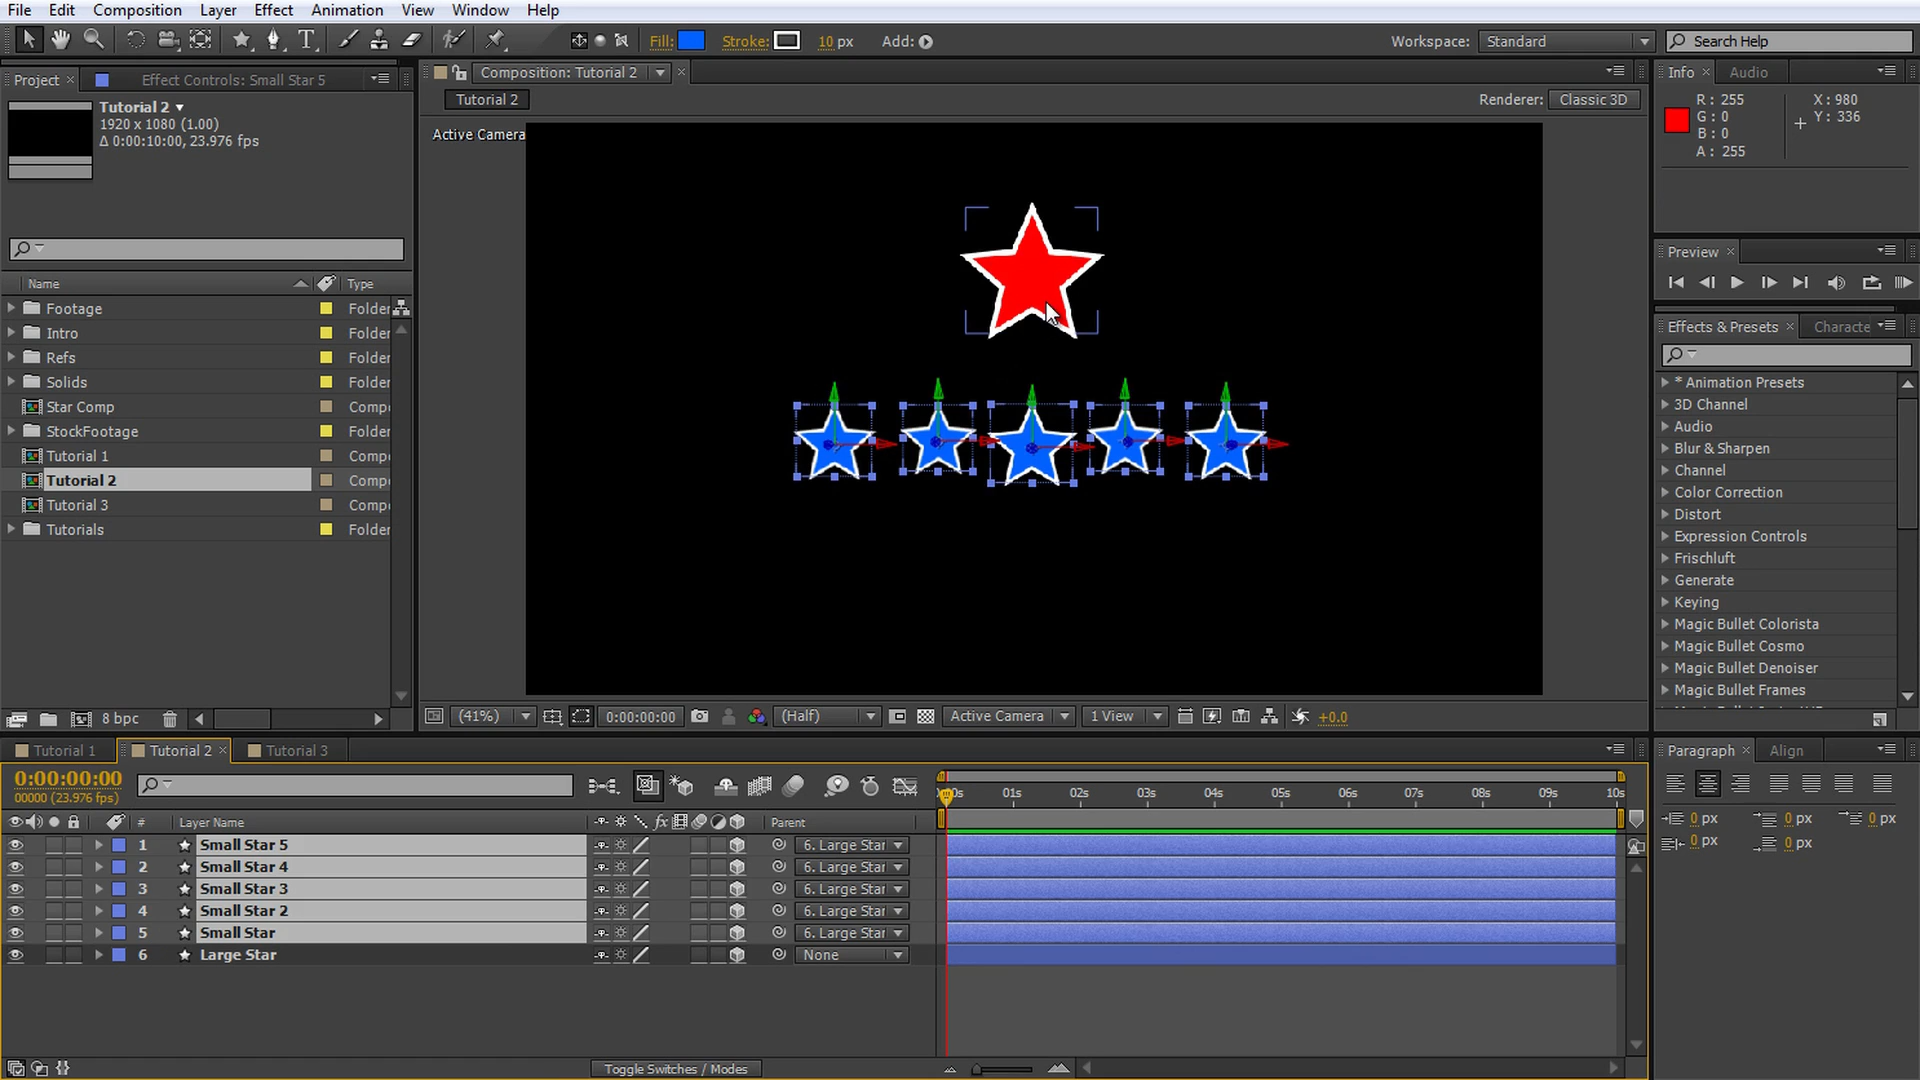 File Edit Composition Layer Effect Animation View Window Help
Fill: Stroke: 10 px Add: Workspace: Standard Search Help
Project × Effect Controls: Small Star 5
Composition: Tutorial 2
Info × Audio
Tutorial 2
1920 x 1080 (1.00)
Δ 0:00:10:00, 23.976 fps
Tutorial 2
Renderer: Classic 3D
Active Camera
R: 255 X: 980
G: 0 Y: 336
B: 0
A: 255
Preview ×
Name Type
Footage Folder
Intro Folder
Refs Folder
Solids Folder
Star Comp Compo
StockFootage Folder
Tutorial 1 Compo
Tutorial 2 Compo
Tutorial 3 Compo
Tutorials Folder
Effects & Presets × Characte
* Animation Presets
3D Channel
Audio
Blur & Sharpen
Channel
Color Correction
Distort
Expression Controls
Frischluft
Generate
Keying
Magic Bullet Colorista
Magic Bullet Cosmo
Magic Bullet Denoiser
Magic Bullet Frames
8 bpc
(41%) 0:00:00:00 (Half) Active Camera 1 View +0.0
Tutorial 1 Tutorial 2 × Tutorial 3
0:00:00:00
00000 (23.976 fps)
01s 02s 03s 04s 05s 06s 07s 08s 09s 10s
# Layer Name fx Parent
1 Small Star 5 6. Large Star
2 Small Star 4 6. Large Star
3 Small Star 3 6. Large Star
4 Small Star 2 6. Large Star
5 Small Star 6. Large Star
6 Large Star None
Toggle Switches / Modes
Paragraph × Align
0 px 0 px 0 px
0 px 0 px